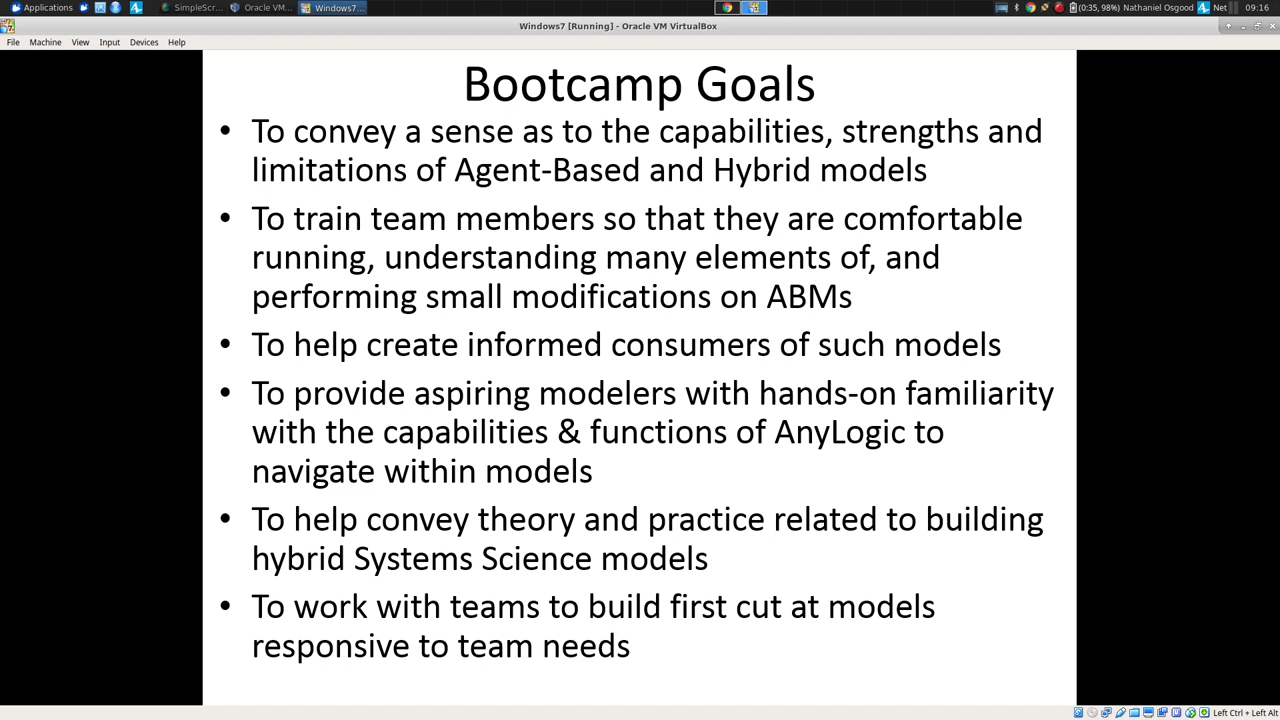 Applications
SimpleScr...
Oracle VM...
Windows7...
(0:35, 98%)
Nathaniel Osgood
Net
09:16
Windows7 [Running] - Oracle VM VirtualBox
File Machine View Input Devices Help
Bootcamp Goals
• To convey a sense as to the capabilities, strengths and
limitations of Agent-Based and Hybrid models
• To train team members so that they are comfortable
running, understanding many elements of, and
performing small modifications on ABMs
• To help create informed consumers of such models
• To provide aspiring modelers with hands-on familiarity
with the capabilities & functions of AnyLogic to
navigate within models
• To help convey theory and practice related to building
hybrid Systems Science models
• To work with teams to build first cut at models
responsive to team needs
Left Ctrl + Left Alt